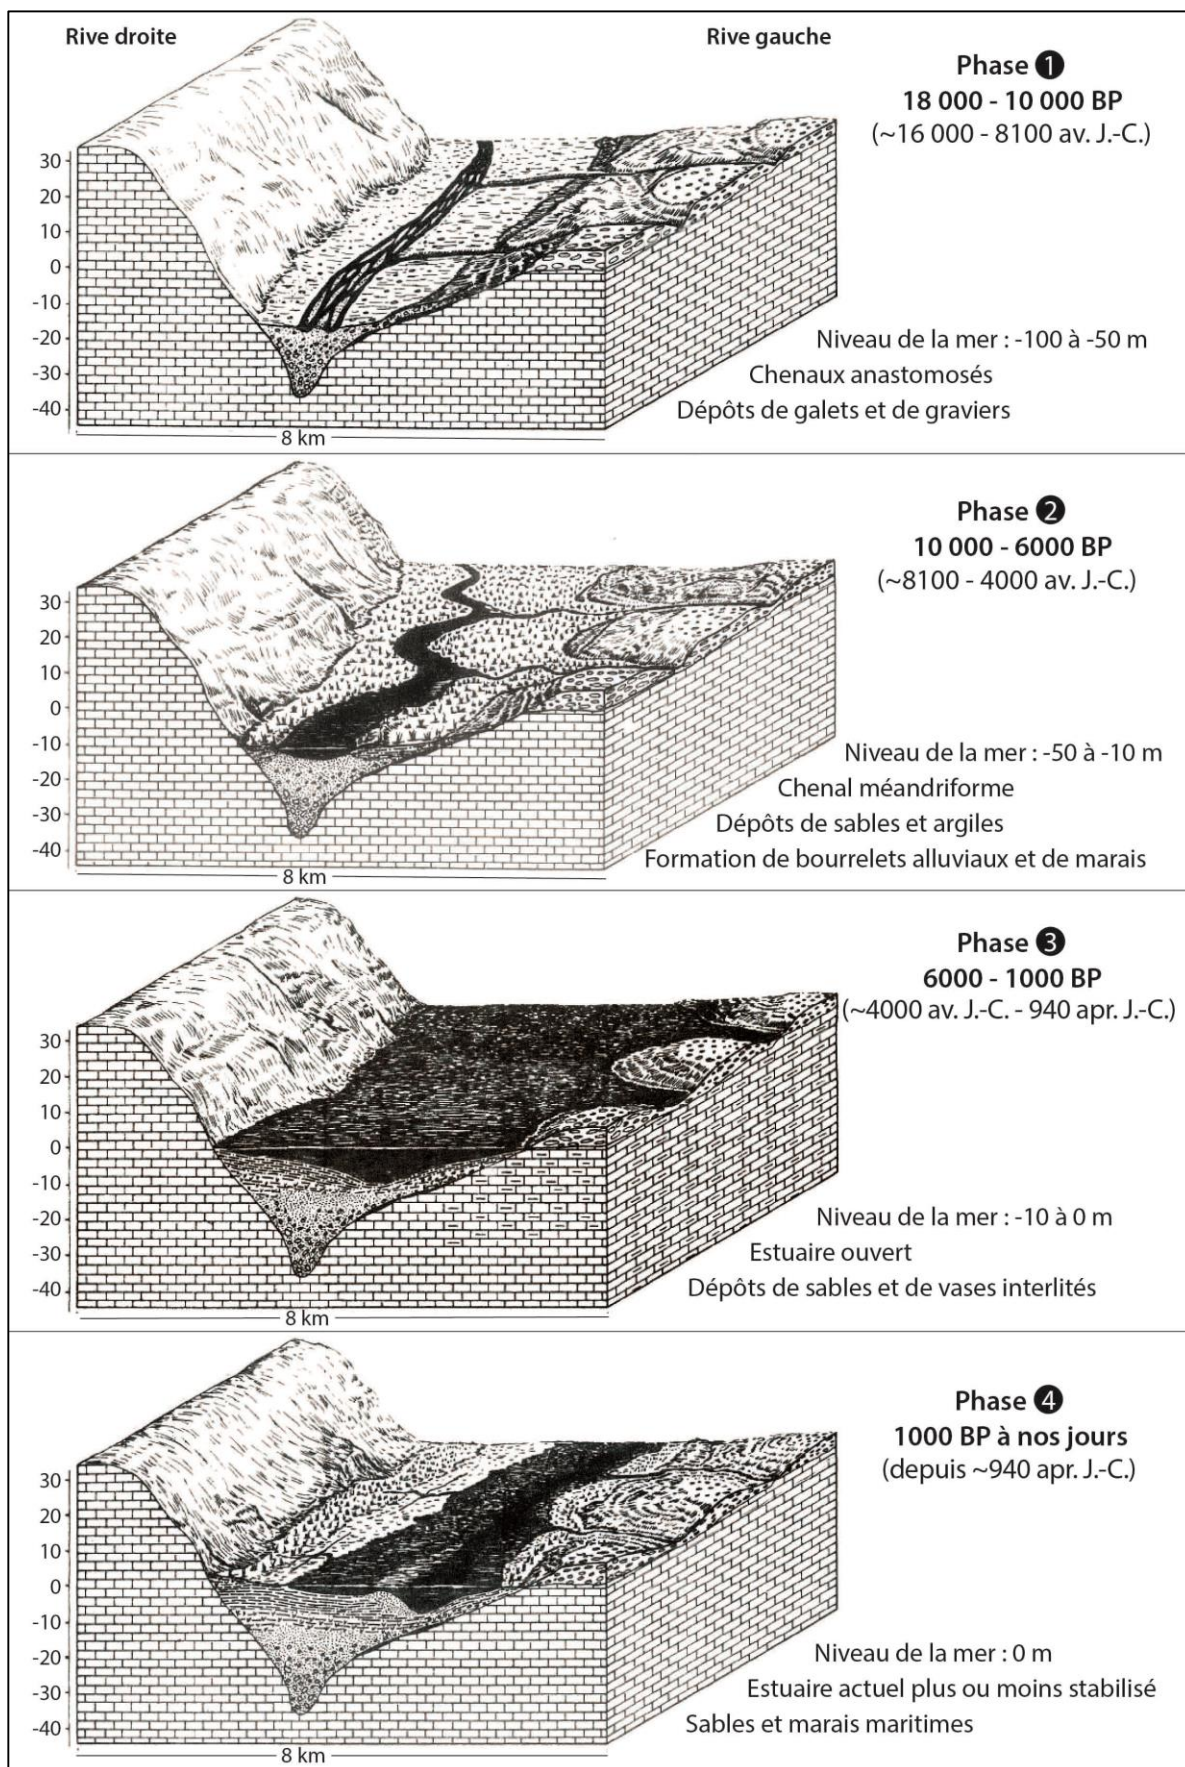 Rive droite
Rive gauche
Phase ❶
18 000 - 10 000 BP
(~16 000 - 8100 av. J.-C.)
30
20
10
0
-10
-20
-30
-40
Niveau de la mer : -100 à -50 m
Chenaux anastomosés
Dépôts de galets et de graviers
8 km
Phase ❷
10 000 - 6000 BP
(~8100 - 4000 av. J.-C.)
30
20
10
0
-10
-20
-30
-40
Niveau de la mer : -50 à -10 m
Chenal méandriforme
Dépôts de sables et argiles
Formation de bourrelets alluviaux et de marais
8 km
Phase ❸
6000 - 1000 BP
(~4000 av. J.-C. - 940 apr. J.-C.)
30
20
10
0
-10
-20
-30
-40
Niveau de la mer : -10 à 0 m
Estuaire ouvert
Dépôts de sables et de vases interlités
8 km
Phase ❹
1000 BP à nos jours
(depuis ~940 apr. J.-C.)
30
20
10
0
-10
-20
-30
-40
Niveau de la mer : 0 m
Estuaire actuel plus ou moins stabilisé
Sables et marais maritimes
8 km